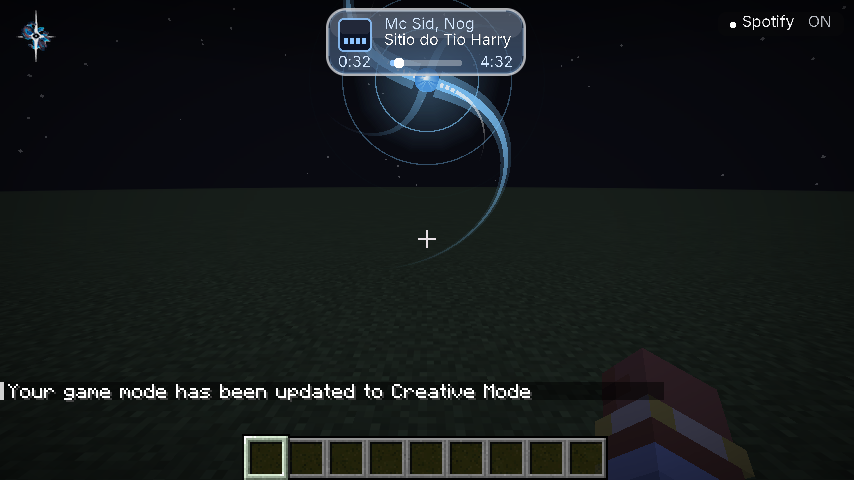 Mc Sid, Nog
Sitio do Tio Harry
0:32 4:32
Spotify ON
Your game mode has been updated to Creative Mode